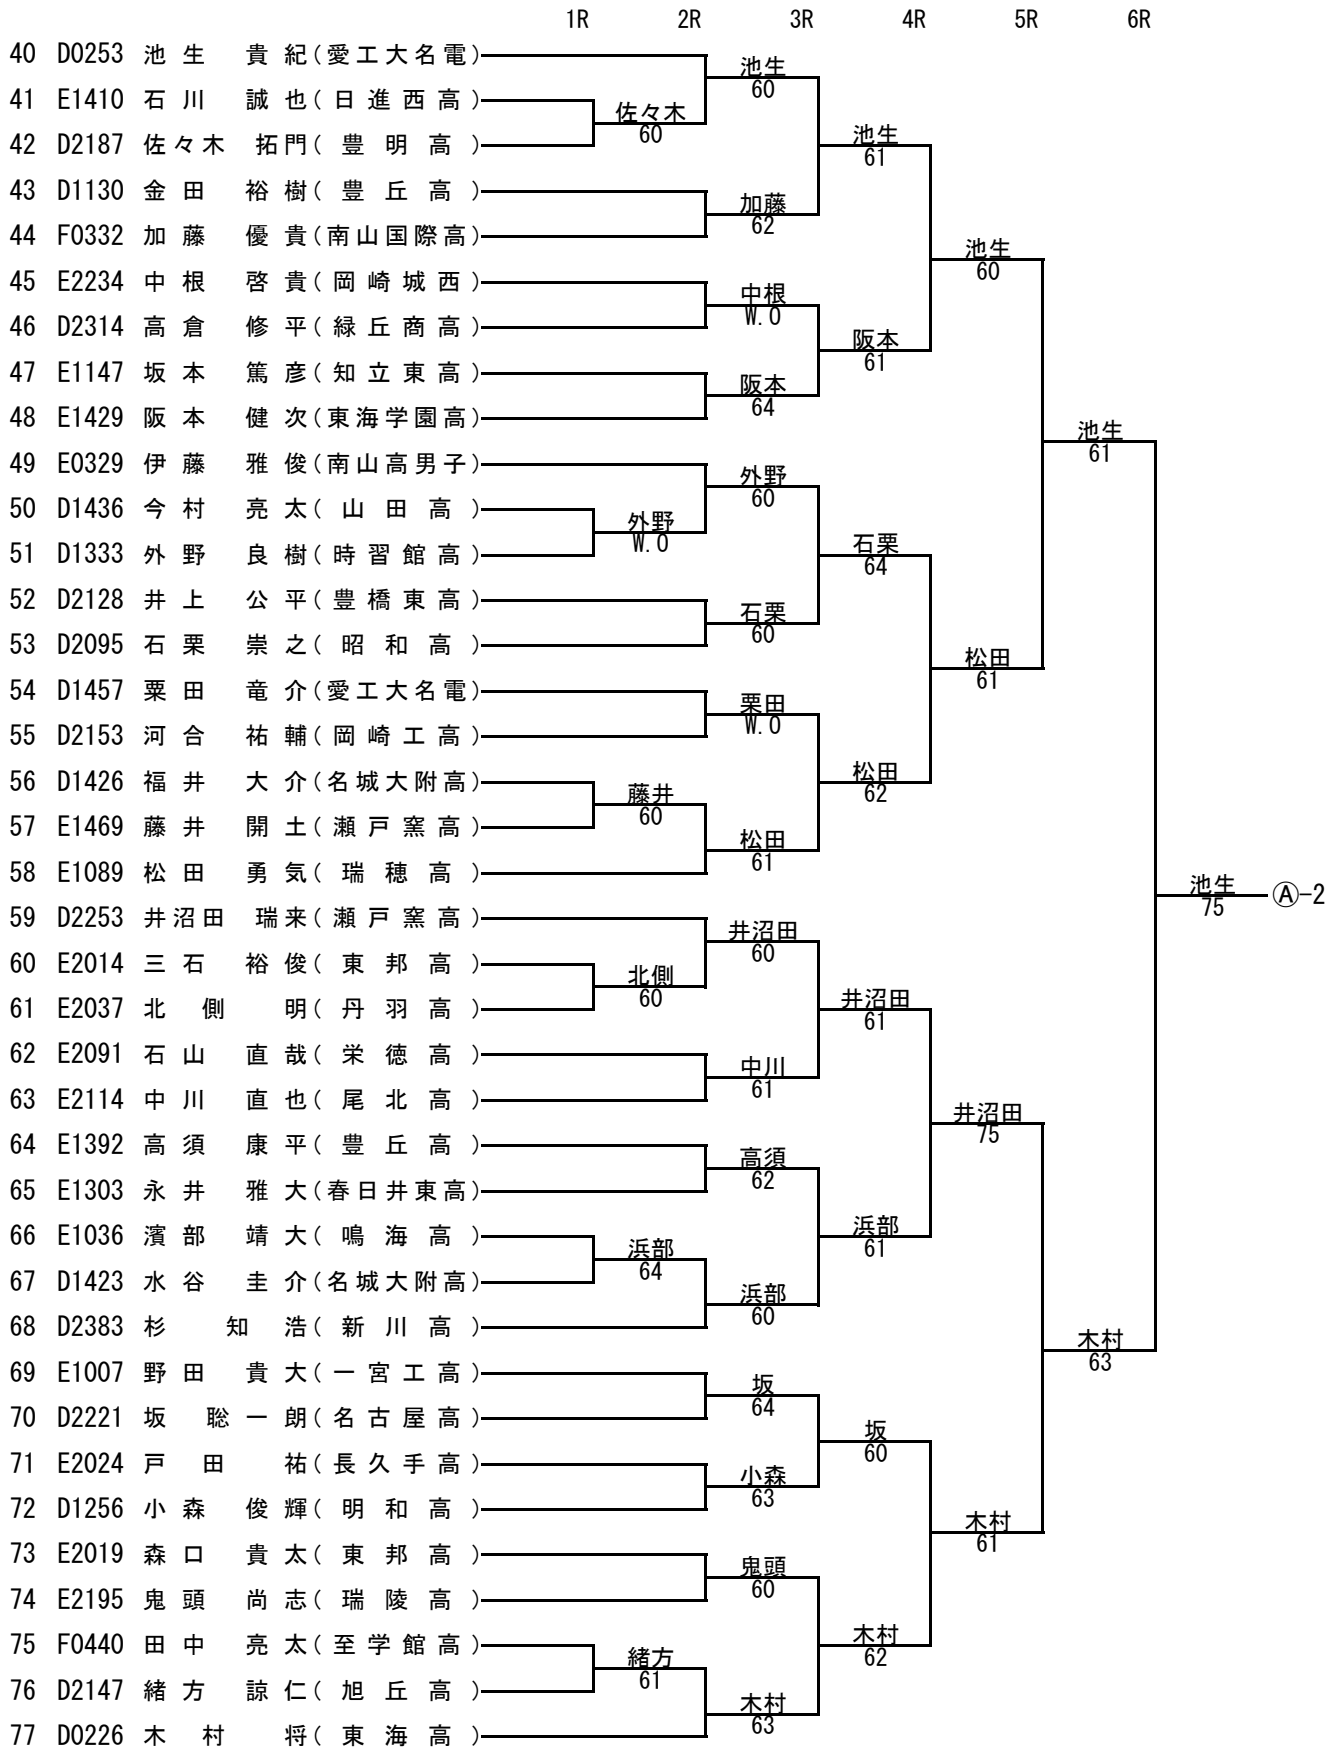 1R 2R 3R 4R 5R 6R
40 D0253 池生 貴紀(愛工大名電)
池生
60
41 E1410 石川 誠也(日進西高)
佐々木
60
42 D2187 佐々木 拓門(豊明高)
池生
61
43 D1130 金田 裕樹(豊丘高)
加藤
62
44 F0332 加藤 優貴(南山国際高)
池生
60
45 E2234 中根 啓貴(岡崎城西)
中根
W.O
46 D2314 高倉 修平(緑丘商高)
阪本
61
47 E1147 坂本 篤彦(知立東高)
阪本
64
48 E1429 阪本 健次(東海学園高)
池生
61
49 E0329 伊藤 雅俊(南山高男子)
外野
60
50 D1436 今村 亮太(山田高)
外野
W.O
51 D1333 外野 良樹(時習館高)
石栗
64
52 D2128 井上 公平(豊橋東高)
石栗
60
53 D2095 石栗 崇之(昭和高)
松田
61
54 D1457 粟田 竜介(愛工大名電)
栗田
W.O
55 D2153 河合 祐輔(岡崎工高)
松田
62
56 D1426 福井 大介(名城大附高)
藤井
60
57 E1469 藤井 開土(瀬戸窯高)
松田
61
58 E1089 松田 勇気(瑞穂高)
池生
75
Ⓐ-2
59 D2253 井沼田 瑞来(瀬戸窯高)
井沼田
60
60 E2014 三石 裕俊(東邦高)
北側
60
61 E2037 北側 明(丹羽高)
井沼田
61
62 E2091 石山 直哉(栄徳高)
中川
61
63 E2114 中川 直也(尾北高)
井沼田
75
64 E1392 高須 康平(豊丘高)
高須
62
65 E1303 永井 雅大(春日井東高)
浜部
61
66 E1036 濱部 靖大(鳴海高)
浜部
64
67 D1423 水谷 圭介(名城大附高)
浜部
60
68 D2383 杉 知浩(新川高)
木村
63
69 E1007 野田 貴大(一宮工高)
坂
64
70 D2221 坂 聡一朗(名古屋高)
坂
60
71 E2024 戸田 祐(長久手高)
小森
63
72 D1256 小森 俊輝(明和高)
木村
61
73 E2019 森口 貴太(東邦高)
鬼頭
60
74 E2195 鬼頭 尚志(瑞陵高)
木村
62
75 F0440 田中 亮太(至学館高)
緒方
61
76 D2147 緒方 諒仁(旭丘高)
木村
63
77 D0226 木村 将(東海高)